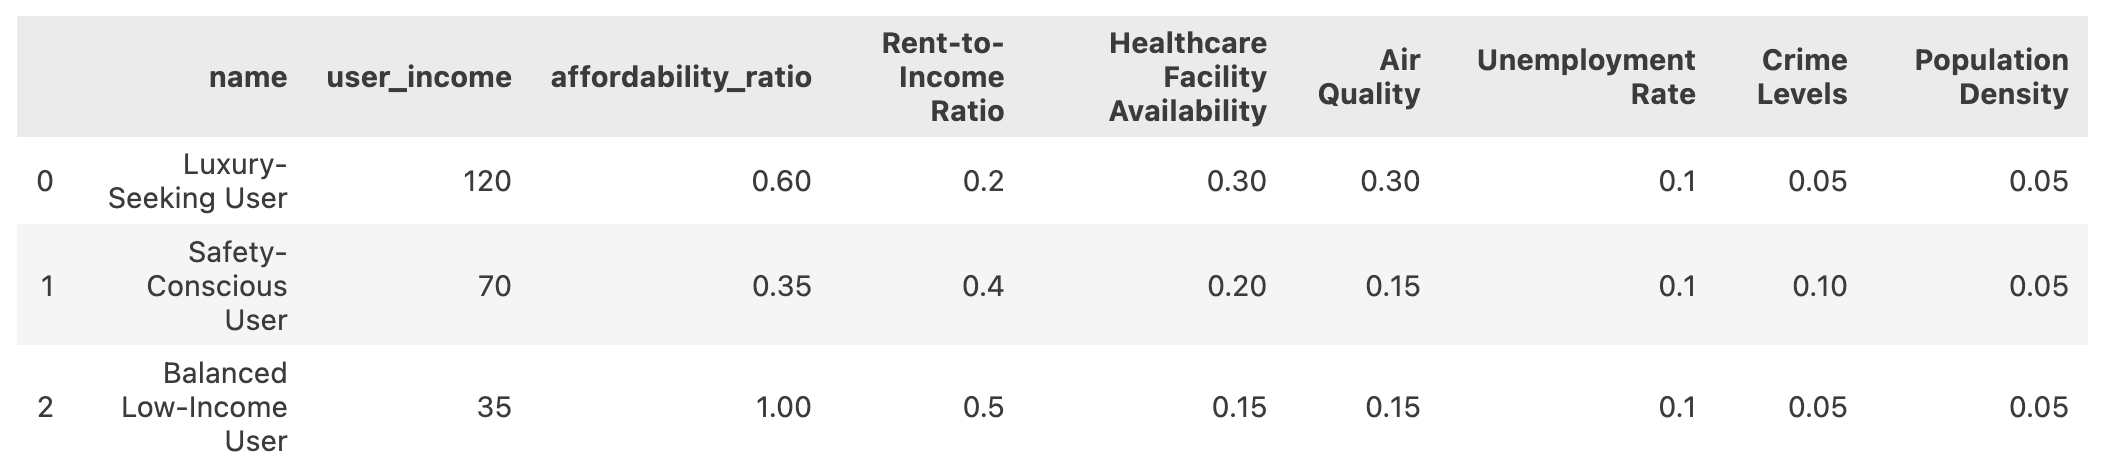 name user_income affordability_ratio Rent-to-Income Ratio Healthcare Facility Availability Air Quality Unemployment Rate Crime Levels Population Density
0 Luxury-Seeking User 120 0.60 0.2 0.30 0.30 0.1 0.05 0.05
1 Safety-Conscious User 70 0.35 0.4 0.20 0.15 0.1 0.10 0.05
2 Balanced Low-Income User 35 1.00 0.5 0.15 0.15 0.1 0.05 0.05